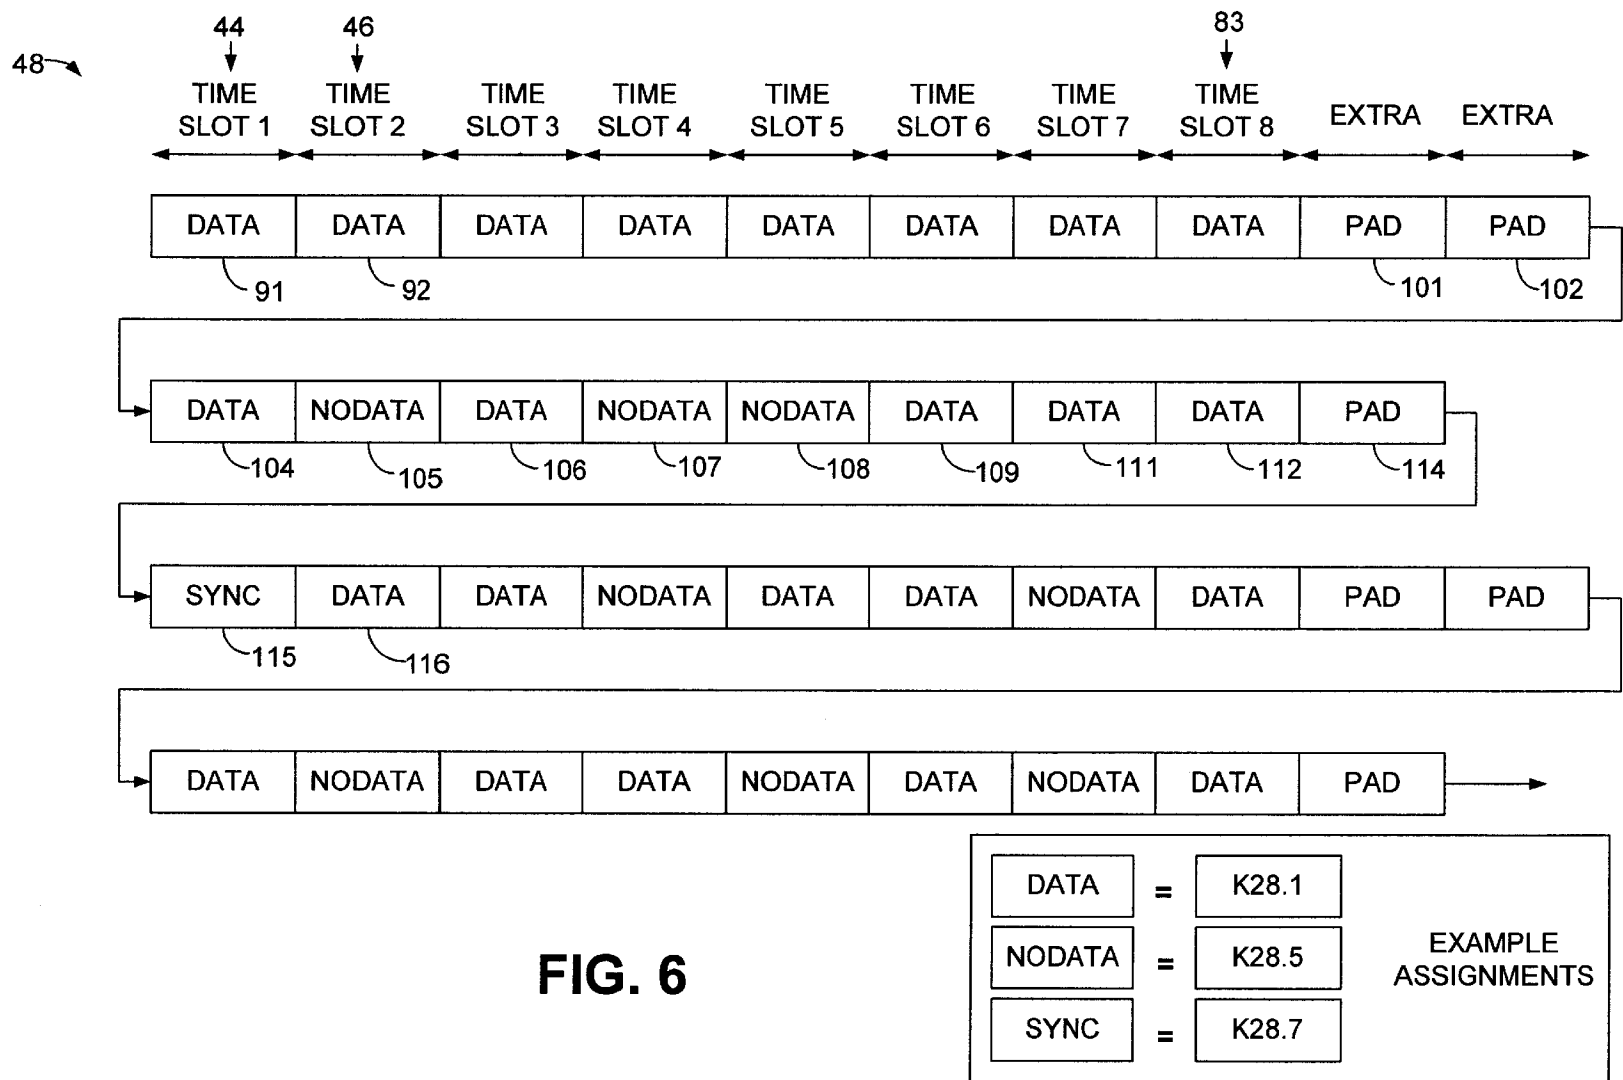 44 46 83
48
TIME TIME TIME TIME TIME TIME TIME TIME
SLOT 1 SLOT 2 SLOT 3 SLOT 4 SLOT 5 SLOT 6 SLOT 7 SLOT 8 EXTRA EXTRA
DATA DATA DATA DATA DATA DATA DATA DATA PAD PAD
91 92 101 102
DATA NODATA DATA NODATA NODATA DATA DATA DATA PAD
104 105 106 107 108 109 111 112 114
SYNC DATA DATA NODATA DATA DATA NODATA DATA PAD PAD
115 116
DATA NODATA DATA DATA NODATA DATA NODATA DATA PAD
DATA = K28.1
NODATA = K28.5
SYNC = K28.7
EXAMPLE
ASSIGNMENTS
FIG. 6